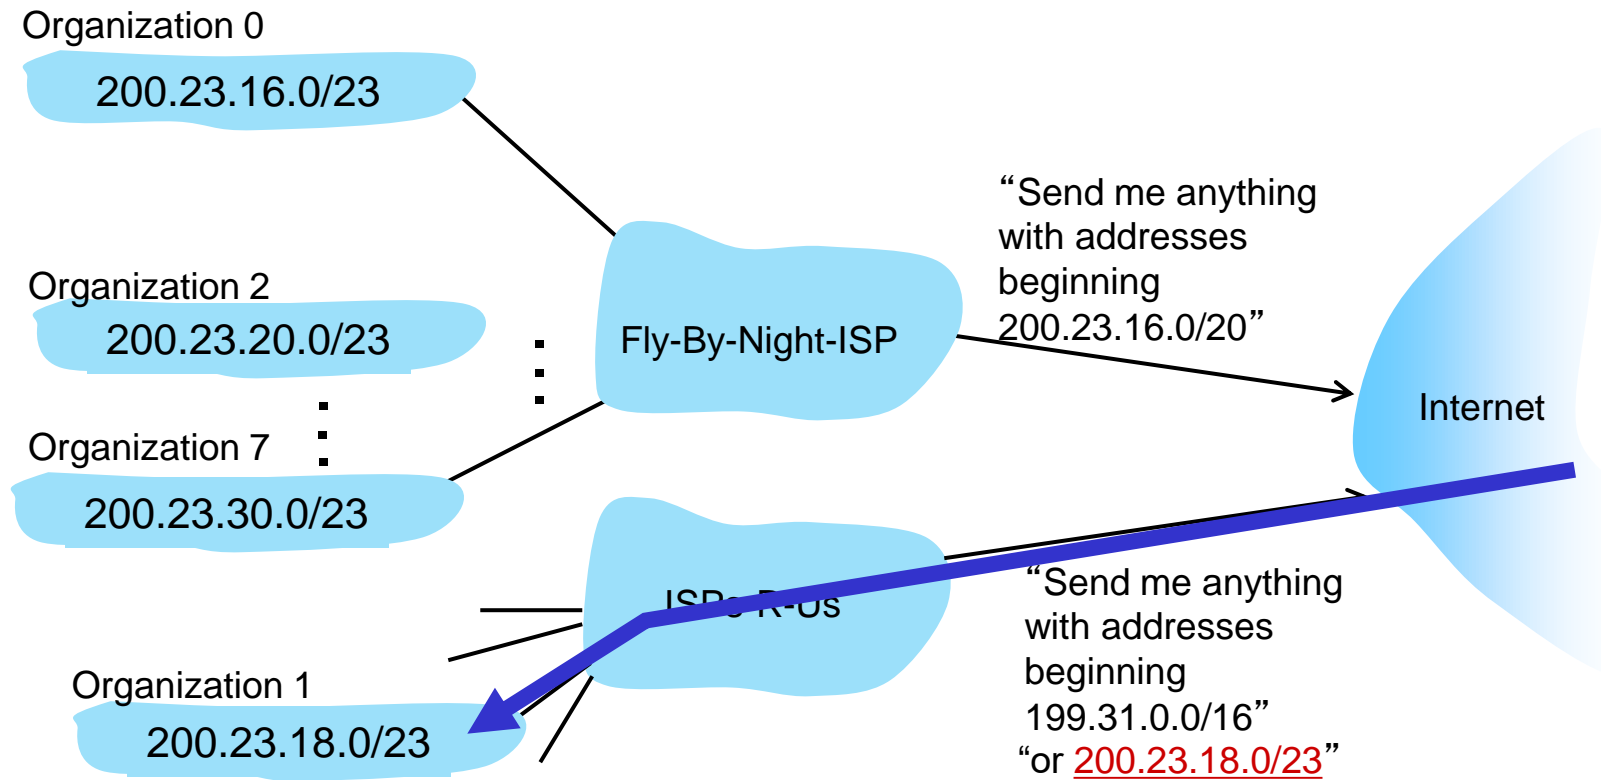 Organization 0
200.23.16.0/23
Organization 2
200.23.20.0/23
Organization 7
200.23.30.0/23
Fly-By-Night-ISP
“Send me anything
with addresses
beginning
200.23.16.0/20”
Internet
ISPs-R-Us
Organization 1
200.23.18.0/23
“Send me anything
with addresses
beginning
199.31.0.0/16”
“or 200.23.18.0/23”